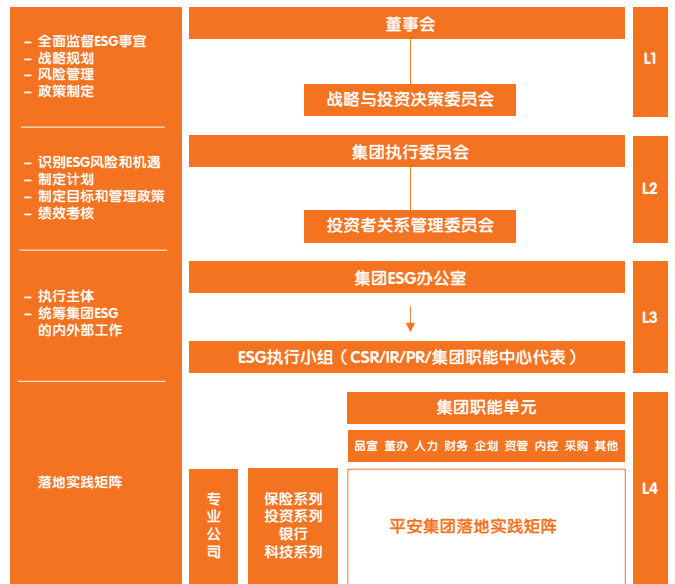 – 全面监督ESG事宜
– 战略规划
– 风险管理
– 政策制定
董事会
战略与投资决策委员会
L1
– 识别ESG风险和机遇
– 制定计划
– 制定目标和管理政策
– 绩效考核
集团执行委员会
投资者关系管理委员会
L2
– 执行主体
– 统筹集团ESG
的内外部工作
集团ESG办公室
ESG执行小组（CSR/IR/PR/集团职能中心代表）
L3
落地实践矩阵
集团职能单元
品宣 董办 人力 财务 企划 资管 内控 采购 其他
专
业
公
司
保险系列
投资系列
银行
科技系列
平安集团落地实践矩阵
L4